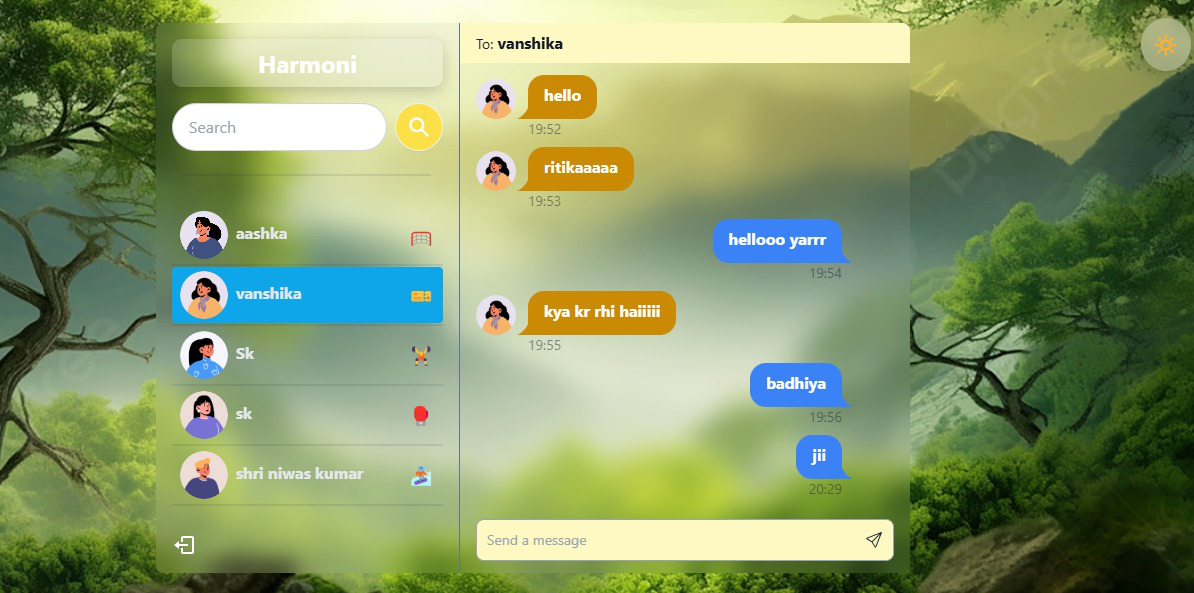 Harmoni
Search
aashka
vanshika
Sk
sk
shri niwas kumar
To: vanshika
hello
19:52
ritikaaaaa
19:53
hellooo yarrr
19:54
kya kr rhi haiiiii
19:55
badhiya
19:56
jii
20:29
Send a message